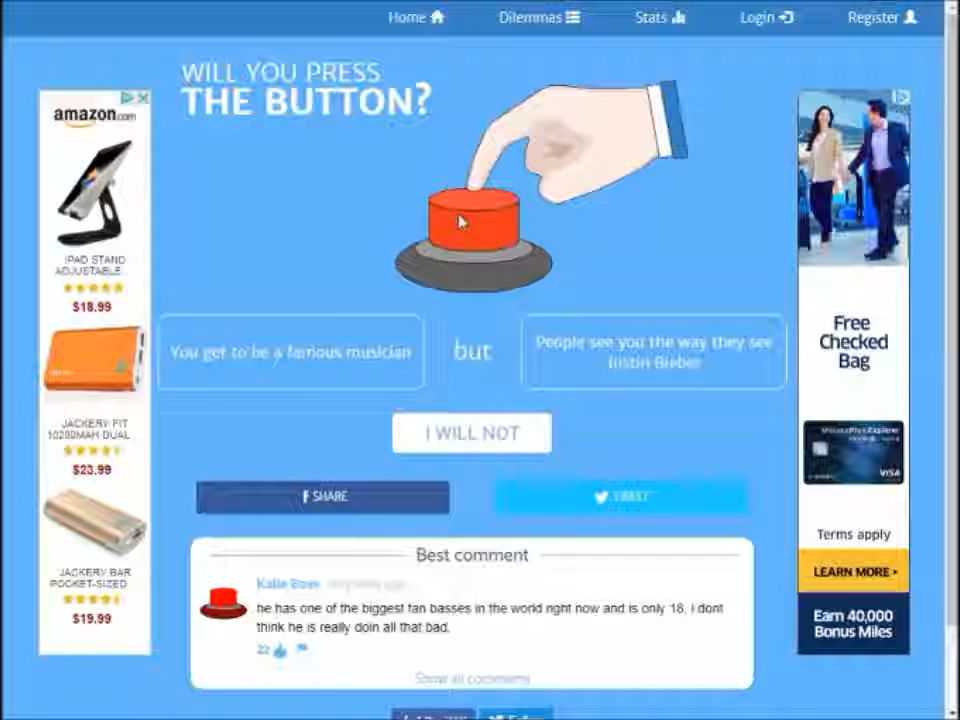 Home
Dilemmas
Stats
Login
Register
WILL YOU PRESS
THE BUTTON?
amazon.com
IPAD STAND
ADJUSTABLE...
$18.99
JACKERY FIT
10200MAH DUAL
$23.99
JACKERY BAR
POCKET-SIZED
$19.99
You get to be a famous musician
but
People see you the way they see
Justin Bieber
I WILL NOT
SHARE
TWEET
Best comment
he has one of the biggest fan basses in the world right now and is only 18. i dont
think he is really doin all that bad.
22
Show all comments
Free
Checked
Bag
VISA
Terms apply
LEARN MORE
Earn 40,000
Bonus Miles